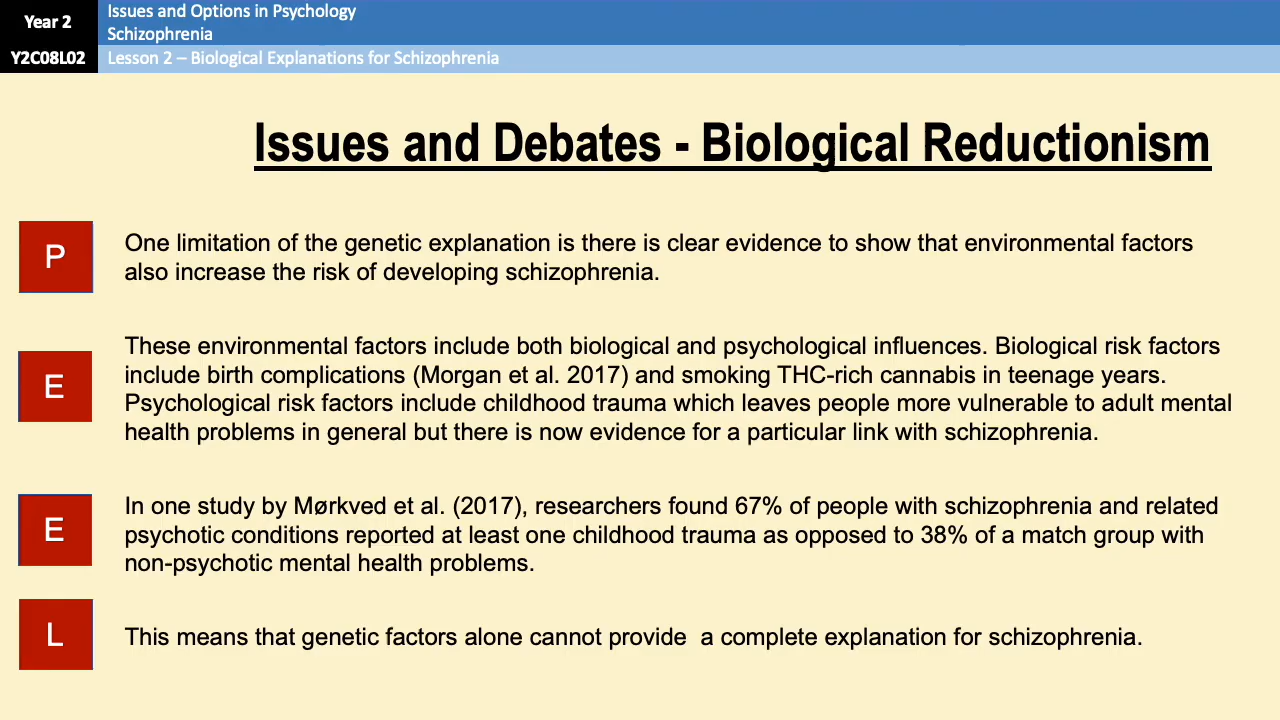 Year 2
Issues and Options in Psychology
Schizophrenia
Y2C08L02
Lesson 2 – Biological Explanations for Schizophrenia
Issues and Debates - Biological Reductionism
P
One limitation of the genetic explanation is there is clear evidence to show that environmental factors
also increase the risk of developing schizophrenia.
E
These environmental factors include both biological and psychological influences. Biological risk factors
include birth complications (Morgan et al. 2017) and smoking THC-rich cannabis in teenage years.
Psychological risk factors include childhood trauma which leaves people more vulnerable to adult mental
health problems in general but there is now evidence for a particular link with schizophrenia.
E
In one study by Mørkved et al. (2017), researchers found 67% of people with schizophrenia and related
psychotic conditions reported at least one childhood trauma as opposed to 38% of a match group with
non-psychotic mental health problems.
L
This means that genetic factors alone cannot provide  a complete explanation for schizophrenia.